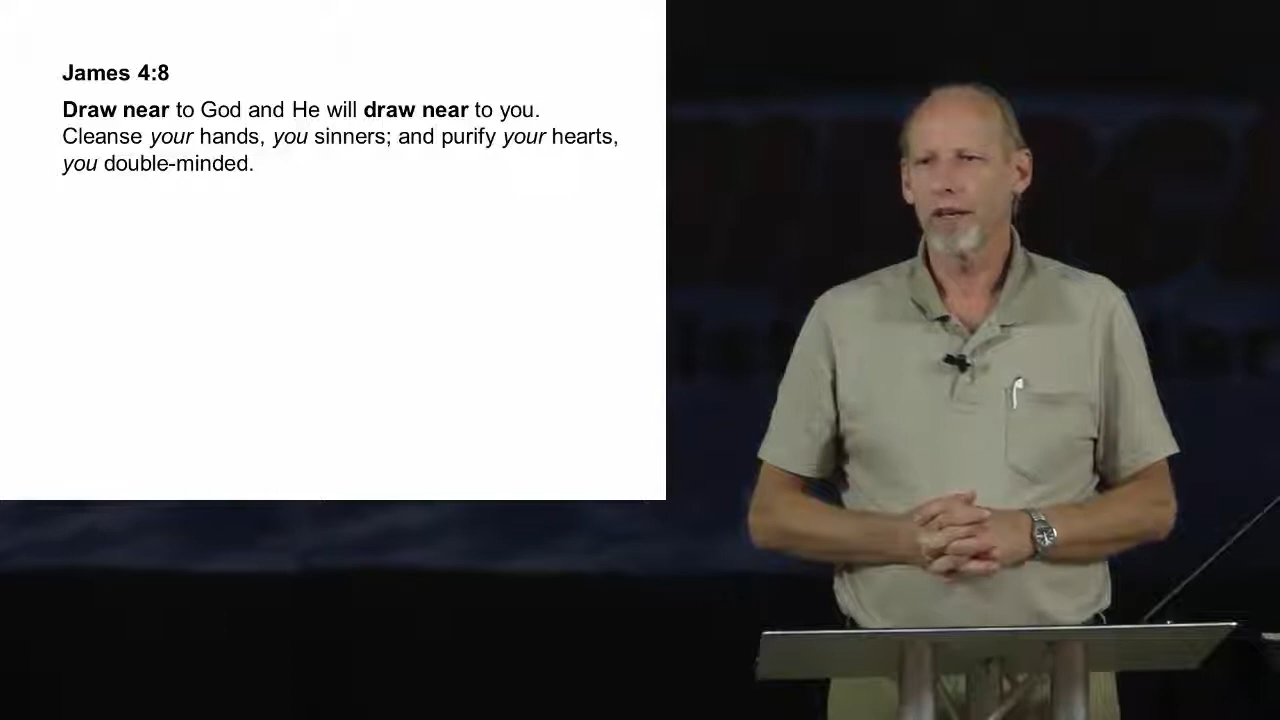 James 4:8
Draw near to God and He will draw near to you.
Cleanse your hands, you sinners; and purify your hearts,
you double-minded.